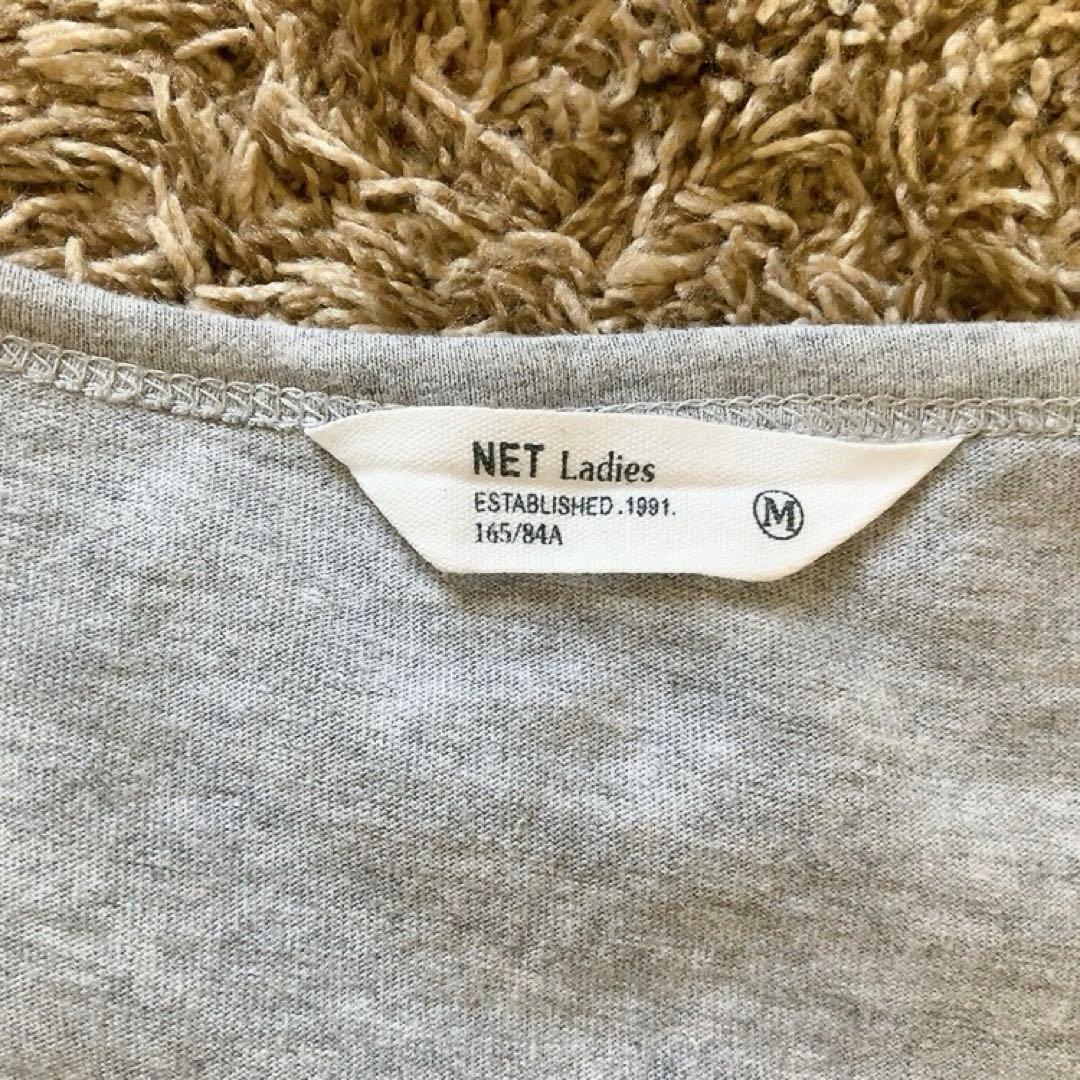 NET Ladies
ESTABLISHED.1991.
165/84A
M